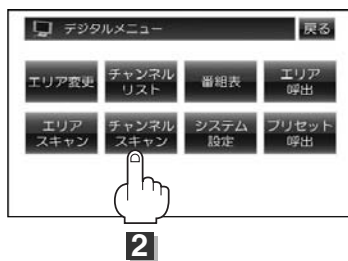 デジタルメニュー
戻る
エリア変更
チャンネル
リスト
番組表
エリア
呼出
エリア
スキャン
チャンネル
スキャン
システム
設定
プリセット
呼出
2